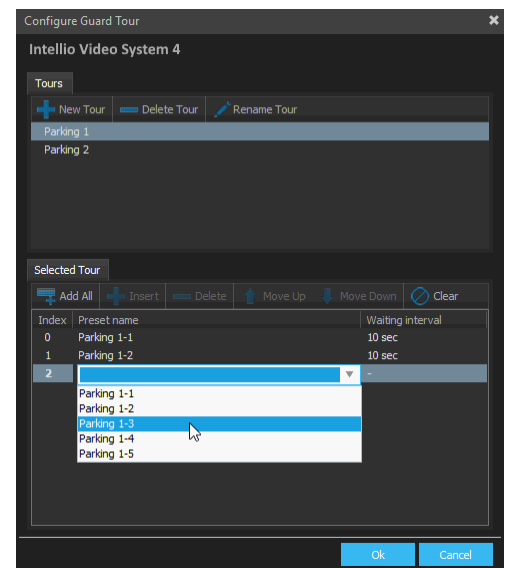 Configure Guard Tour
Intellio Video System 4
Tours
New Tour Delete Tour Rename Tour
Parking 1
Parking 2
Selected Tour
Add All Insert Delete Move Up Move Down Clear
Index Preset name Waiting interval
0 Parking 1-1 10 sec
1 Parking 1-2 10 sec
2 -
Parking 1-1
Parking 1-2
Parking 1-3
Parking 1-4
Parking 1-5
Ok Cancel